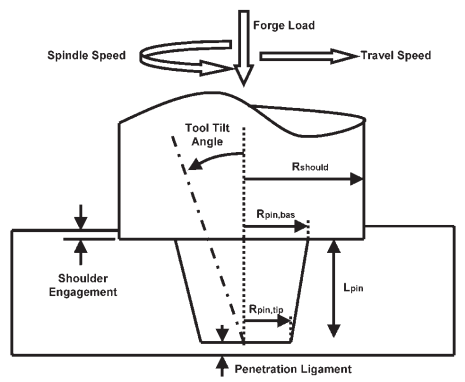 Forge Load
Spindle Speed
Travel Speed
Tool Tilt
Angle
Rshould
Rpin,bas
Shoulder
Engagement
Lpin
Rpin,tip
Penetration Ligament